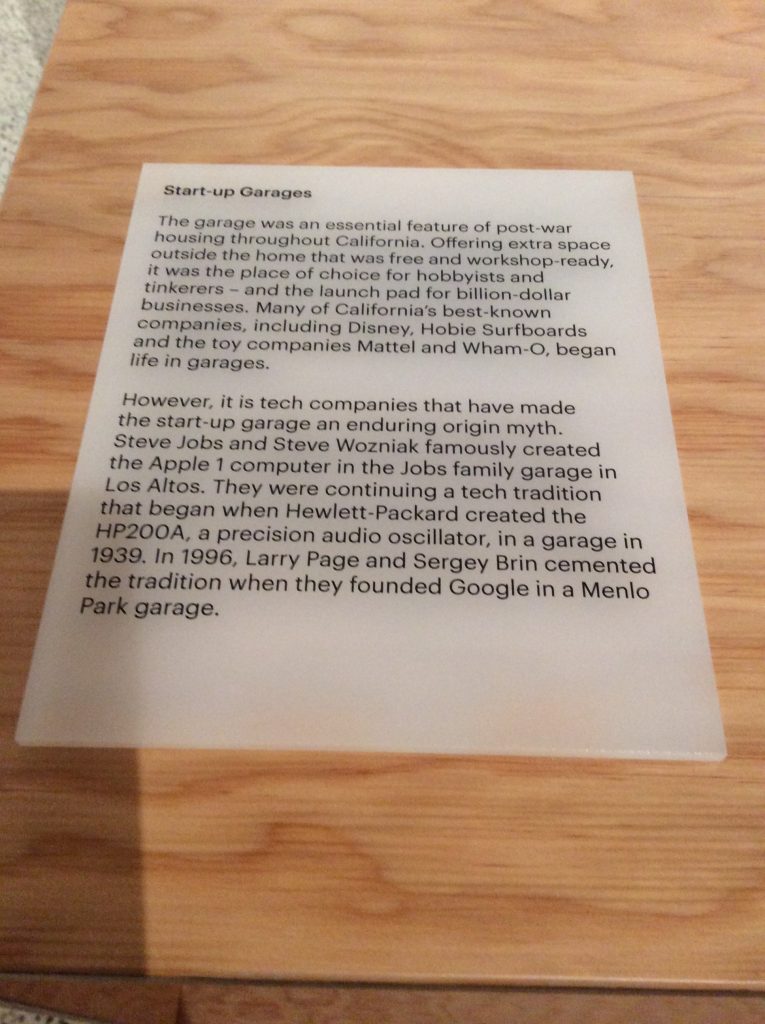 Start-up Garages
The garage was an essential feature of post-war
housing throughout California. Offering extra space
outside the home that was free and workshop-ready,
it was the place of choice for hobbyists and
tinkerers – and the launch pad for billion-dollar
businesses. Many of California's best-known
companies, including Disney, Hobie Surfboards
and the toy companies Mattel and Wham-O, began
life in garages.
However, it is tech companies that have made
the start-up garage an enduring origin myth.
Steve Jobs and Steve Wozniak famously created
the Apple 1 computer in the Jobs family garage in
Los Altos. They were continuing a tech tradition
that began when Hewlett-Packard created the
HP200A, a precision audio oscillator, in a garage in
1939. In 1996, Larry Page and Sergey Brin cemented
the tradition when they founded Google in a Menlo
Park garage.